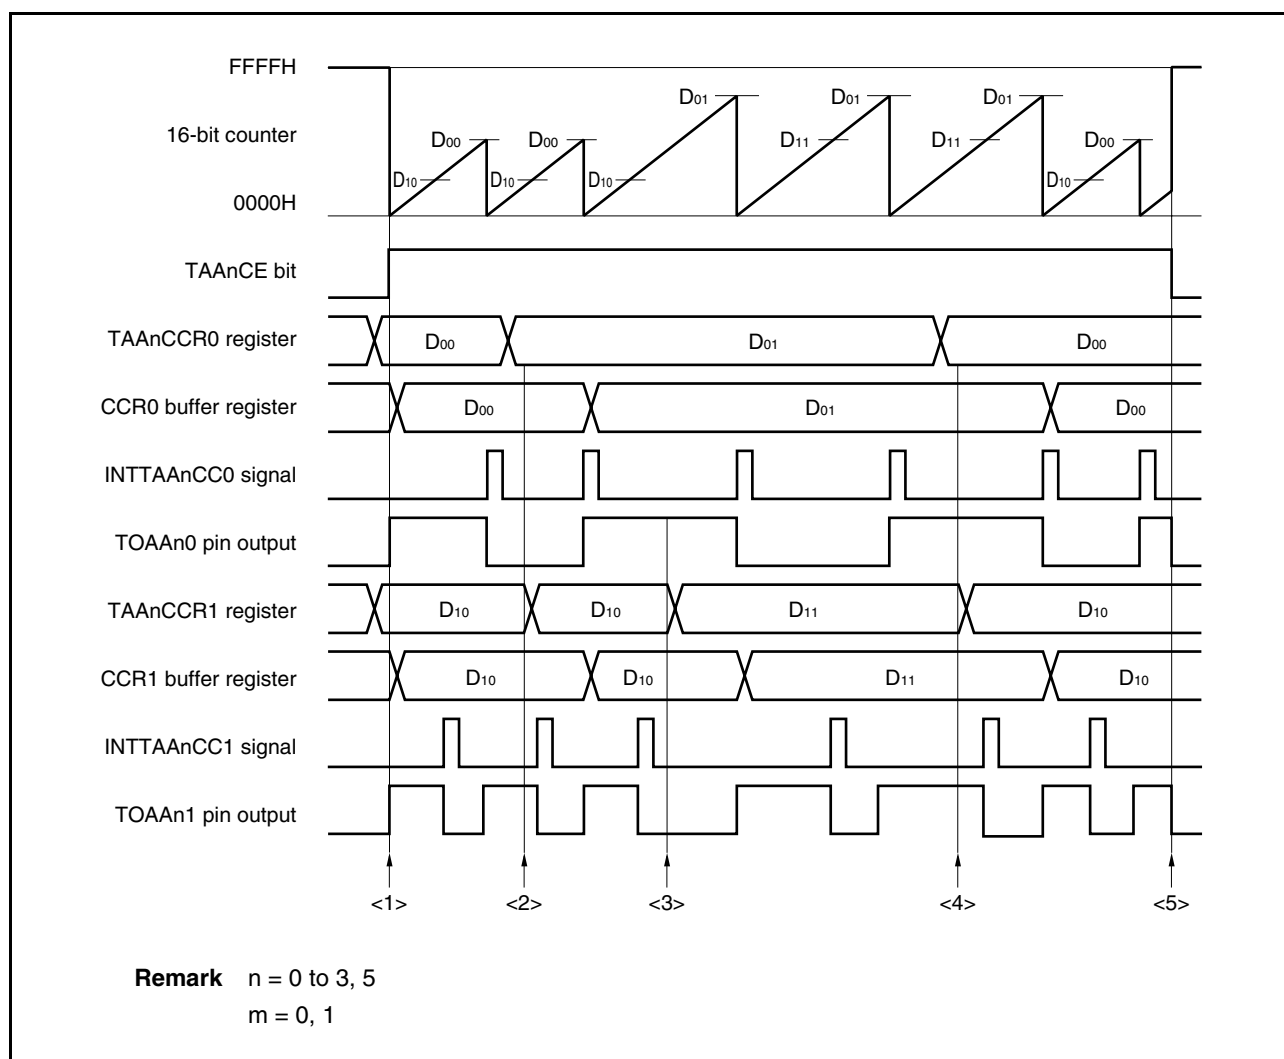 FFFFH
16-bit counter
0000H
D00 D00 D01 D01 D01 D00
D10 D10 D10 D11 D11 D10
TAAnCE bit
TAAnCCR0 register D00 D01 D00
CCR0 buffer register D00 D01 D00
INTTAAnCC0 signal
TOAAn0 pin output
TAAnCCR1 register D10 D10 D11 D10
CCR1 buffer register D10 D10 D11 D10
INTTAAnCC1 signal
TOAAn1 pin output
<1> <2> <3> <4> <5>
Remark n = 0 to 3, 5
m = 0, 1